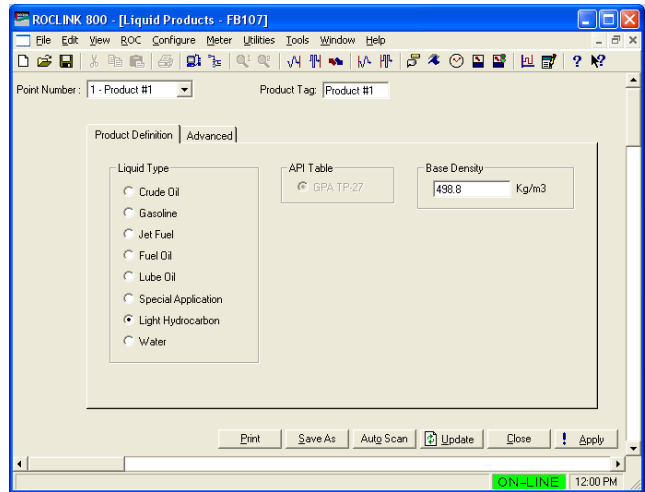 ROCLINK 800 - [Liquid Products - FB107]
File Edit View ROC Configure Meter Utilities Tools Window Help
Point Number : 1 - Product #1 Product Tag: Product #1
Product Definition Advanced
Liquid Type API Table Base Density
Crude Oil GPA TP-27 498.8 Kg/m3
Gasoline
Jet Fuel
Fuel Oil
Lube Oil
Special Application
Light Hydrocarbon
Water
Print Save As Auto Scan Update Close ! Apply
ON-LINE 12:00 PM